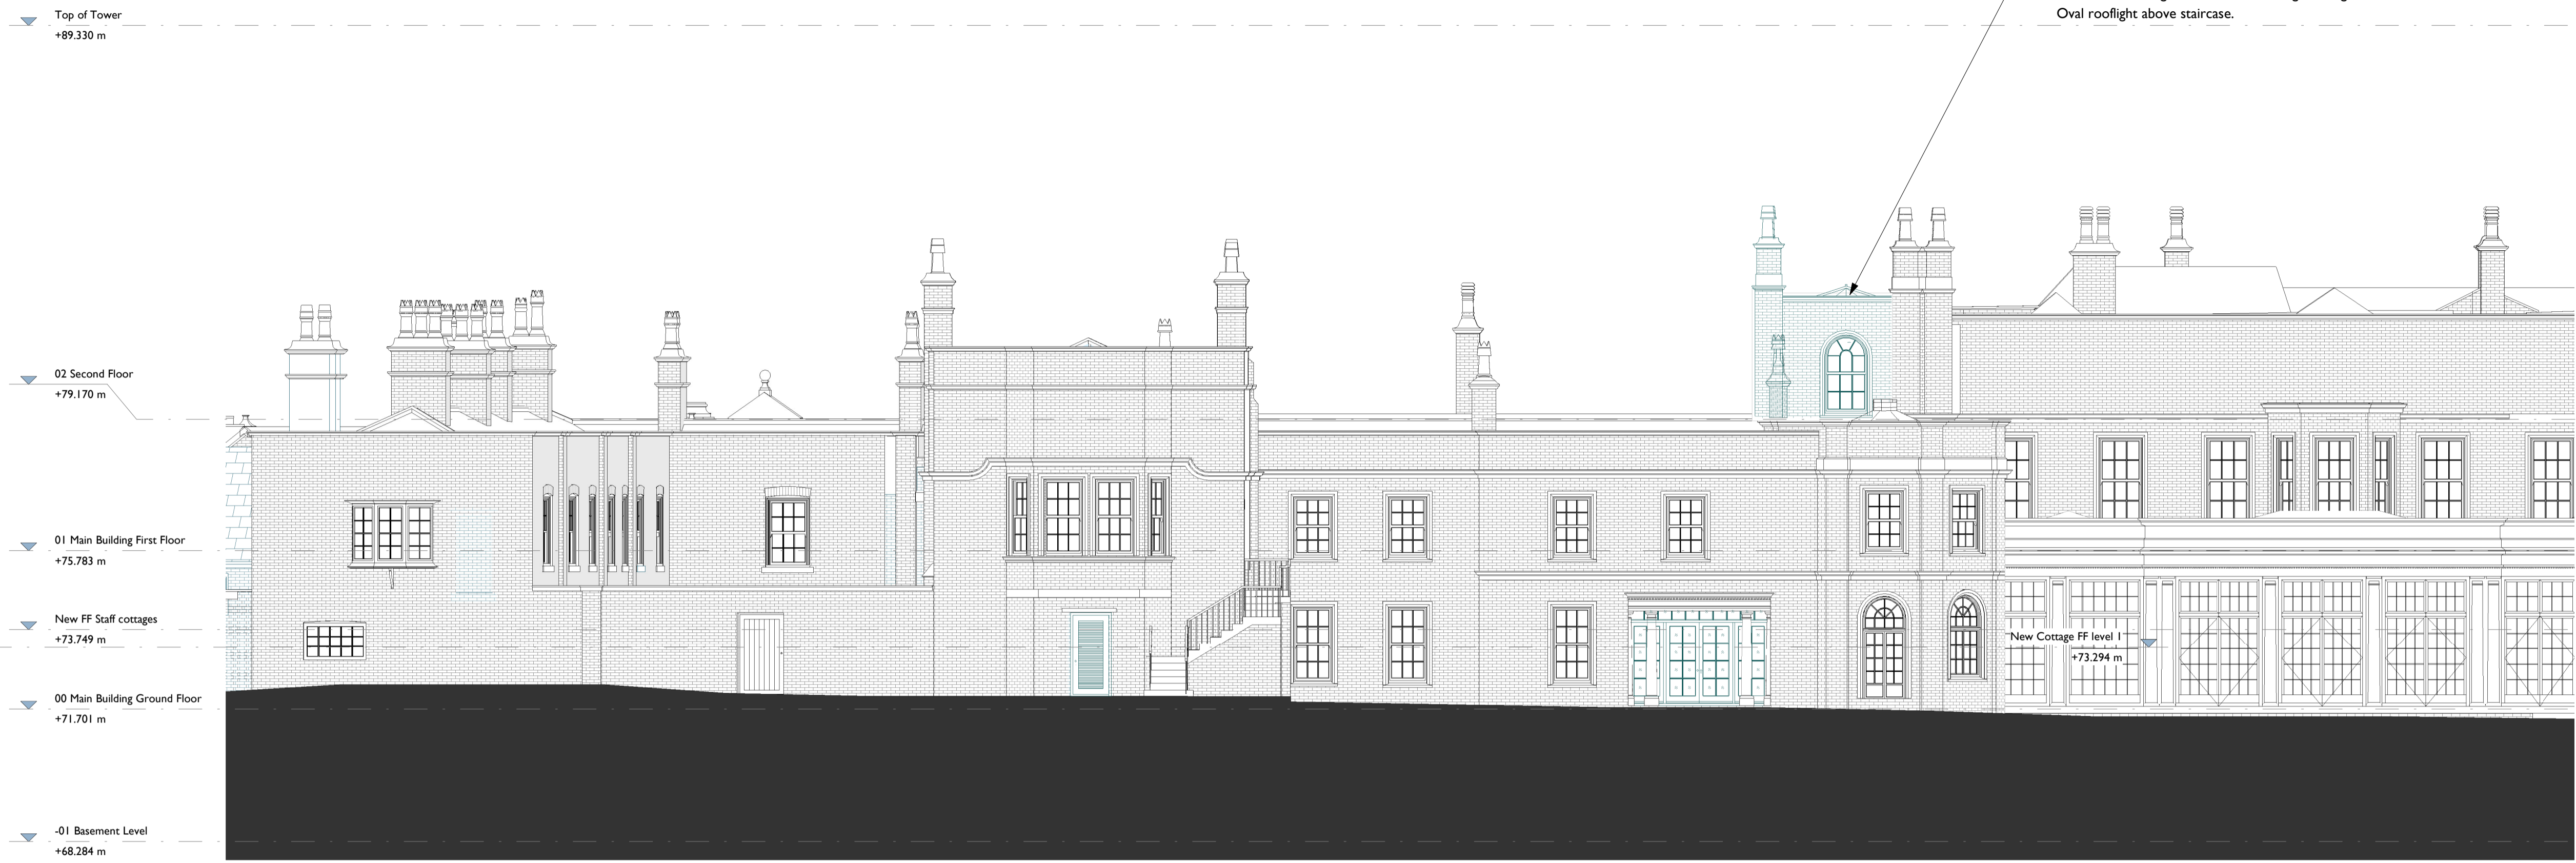 Top of Tower
+89.330 m
Oval rooflight above staircase.
02 Second Floor
+79.170 m
01 Main Building First Floor
+75.783 m
New FF Staff cottages
+73.749 m
New Cottage FF level 1
+73.294 m
00 Main Building Ground Floor
+71.701 m
-01 Basement Level
+68.284 m